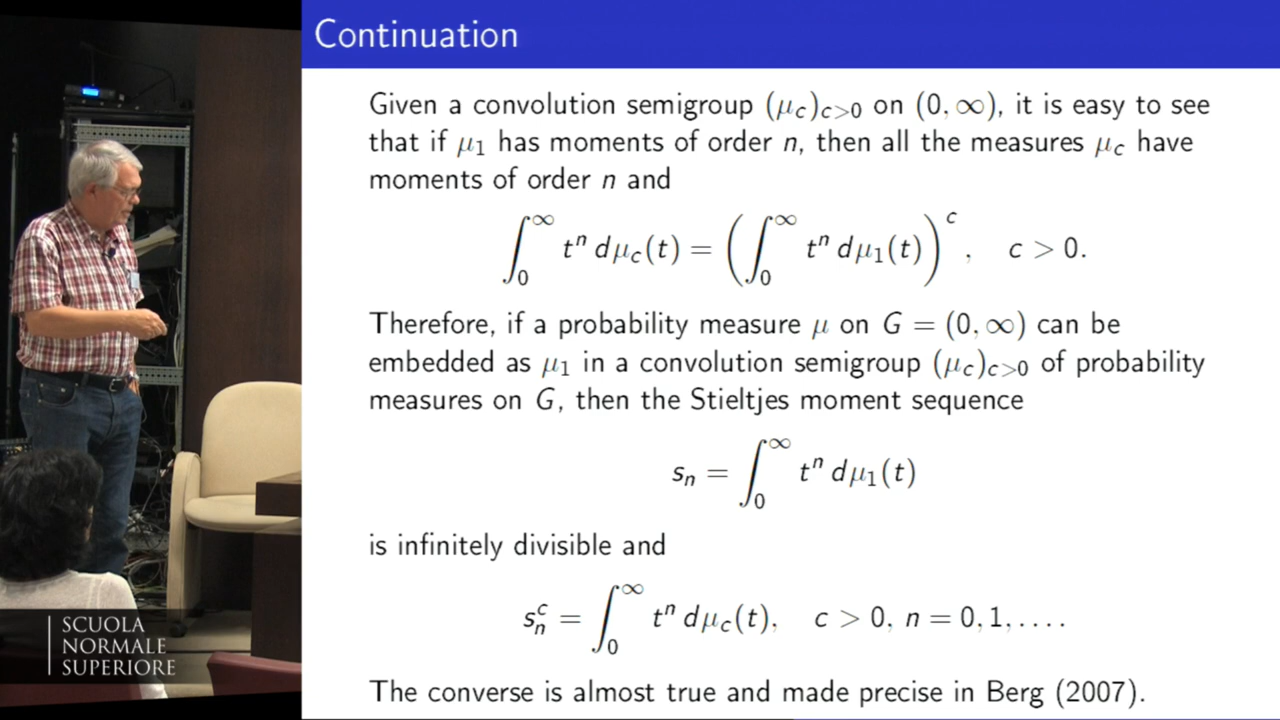 Continuation
Given a convolution semigroup (μ_c)_{c>0} on (0, ∞), it is easy to see
that if μ_1 has moments of order n, then all the measures μ_c have
moments of order n and
∫_0^∞ t^n dμ_c(t) = (∫_0^∞ t^n dμ_1(t))^c, c > 0.
Therefore, if a probability measure μ on G = (0, ∞) can be
embedded as μ_1 in a convolution semigroup (μ_c)_{c>0} of probability
measures on G, then the Stieltjes moment sequence
s_n = ∫_0^∞ t^n dμ_1(t)
is infinitely divisible and
s_n^c = ∫_0^∞ t^n dμ_c(t), c > 0, n = 0, 1, . . . .
The converse is almost true and made precise in Berg (2007).
SCUOLA
NORMALE
SUPERIORE